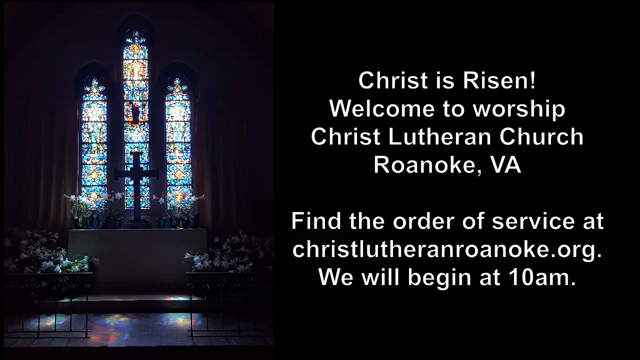 Christ is Risen!
Welcome to worship
Christ Lutheran Church
Roanoke, VA
Find the order of service at
christlutheranroanoke.org.
We will begin at 10am.